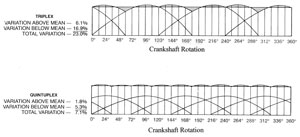 TRIPLEX
VARIATION ABOVE MEAN — 6.1%
VARIATION BELOW MEAN — 16.9%
TOTAL VARIATION — 23.0%
0° 24° 48° 72° 96° 120° 144° 168° 192° 216° 240° 264° 288° 312° 336° 360°
Crankshaft Rotation
QUINTUPLEX
VARIATION ABOVE MEAN — 1.8%
VARIATION BELOW MEAN — 5.3%
TOTAL VARIATION — 7.1%
0° 24° 48° 72° 96° 120° 144° 168° 192° 216° 240° 264° 288° 312° 336° 360°
Crankshaft Rotation